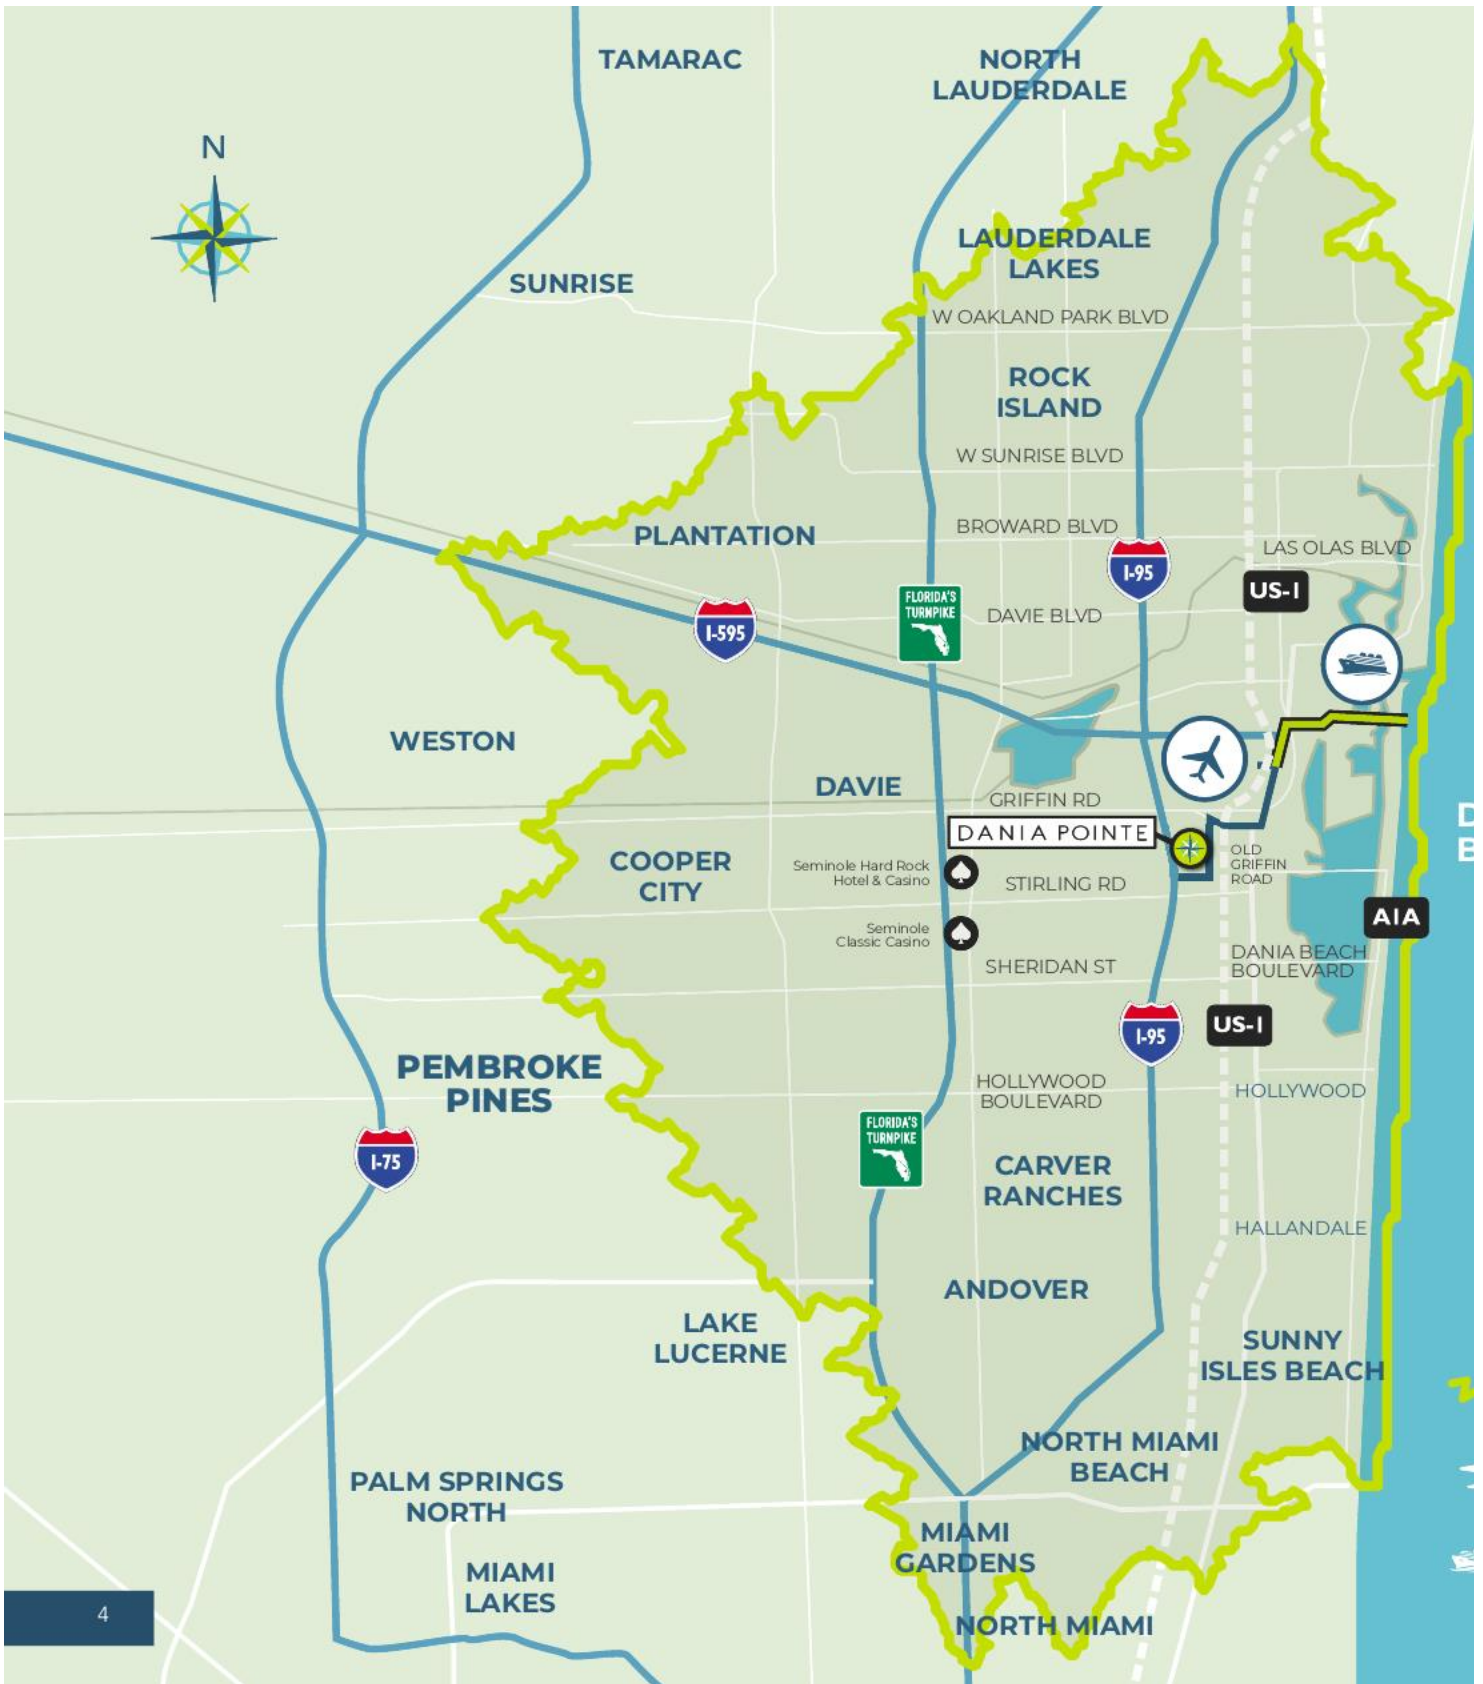 TAMARAC
NORTH
LAUDERDALE
N
LAUDERDALE
LAKES
SUNRISE
W OAKLAND PARK BLVD
ROCK
ISLAND
W SUNRISE BLVD
PLANTATION
BROWARD BLVD
LAS OLAS BLVD
I-95
US-1
FLORIDA'S
TURNPIKE
DAVIE BLVD
I-595
WESTON
DAVIE
GRIFFIN RD
DANIA POINTE
OLD
GRIFFIN
ROAD
COOPER
CITY
Seminole Hard Rock
Hotel & Casino
STIRLING RD
A1A
Seminole
Classic Casino
SHERIDAN ST
DANIA BEACH
BOULEVARD
US-1
I-95
PEMBROKE
PINES
HOLLYWOOD
BOULEVARD
HOLLYWOOD
FLORIDA'S
TURNPIKE
I-75
CARVER
RANCHES
HALLANDALE
ANDOVER
LAKE
LUCERNE
SUNNY
ISLES BEACH
NORTH MIAMI
BEACH
PALM SPRINGS
NORTH
MIAMI
GARDENS
MIAMI
LAKES
NORTH MIAMI
4